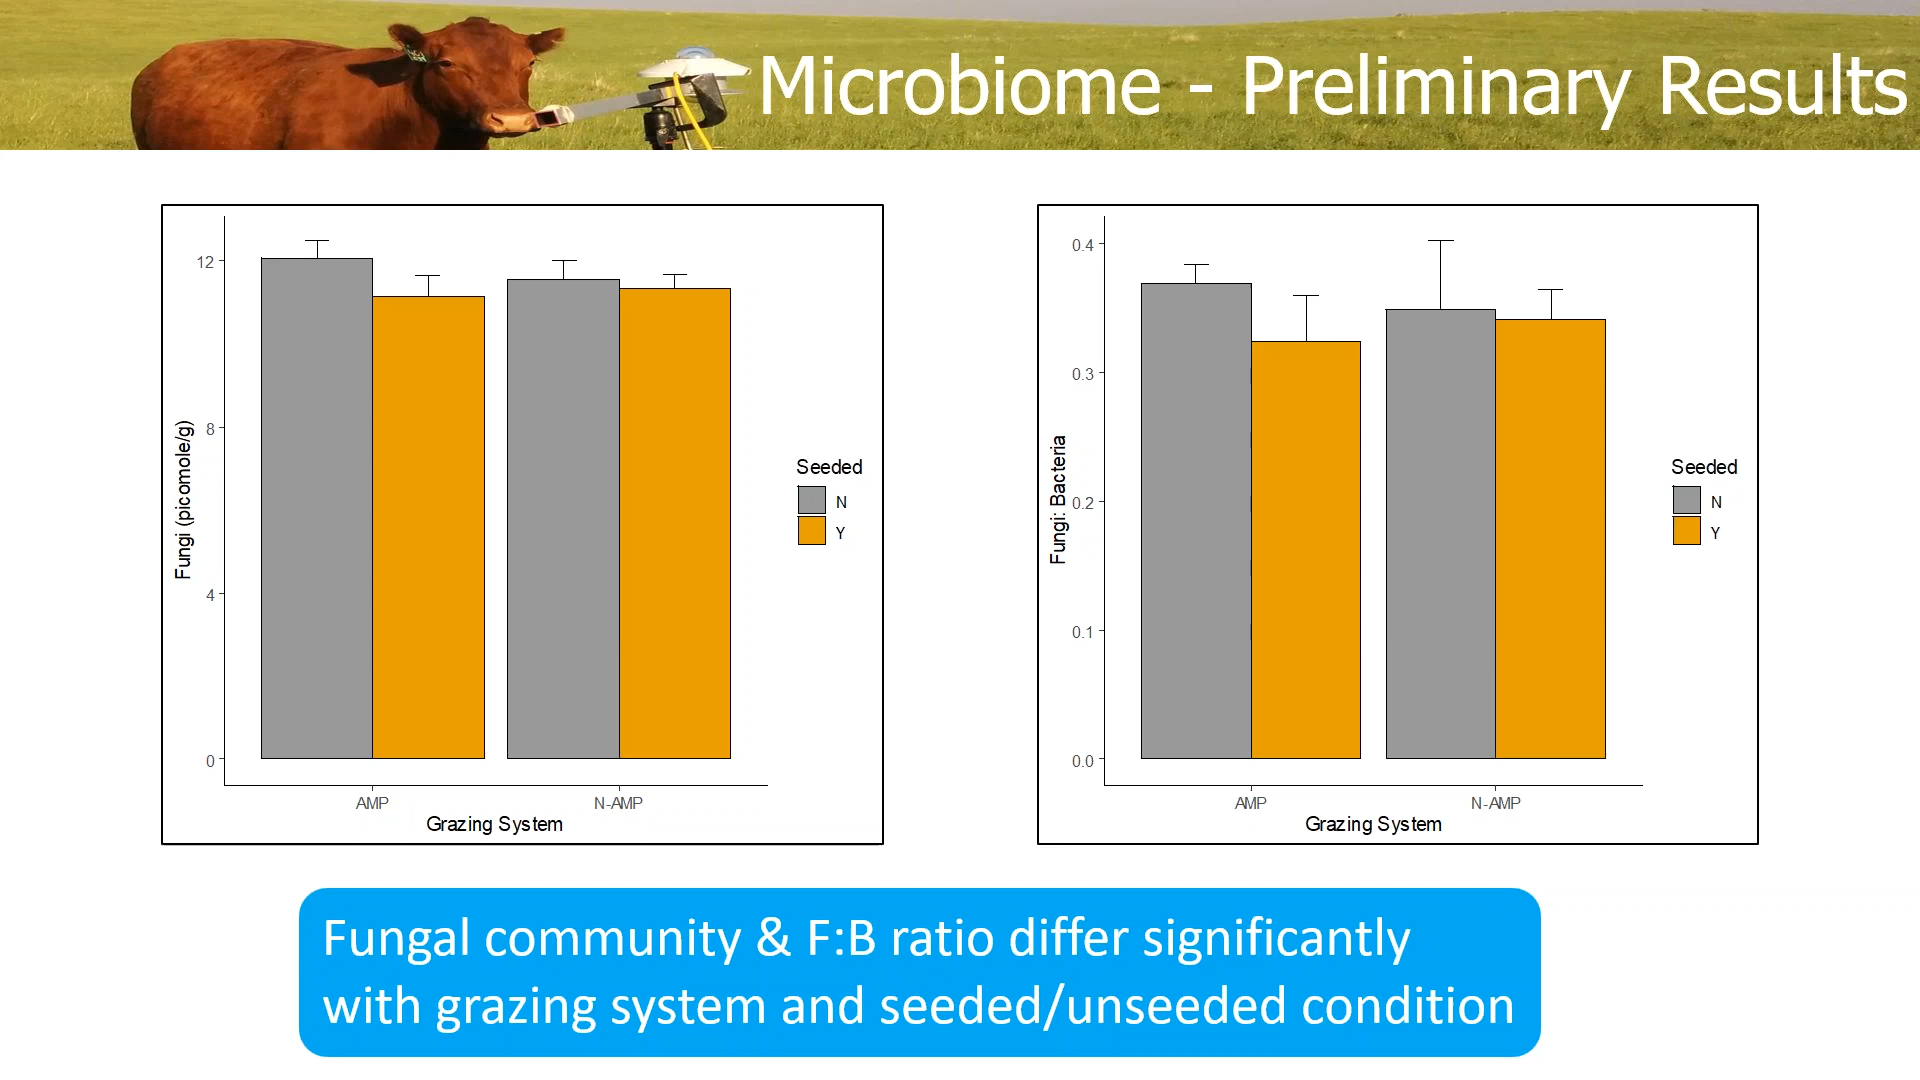 Microbiome - Preliminary Results
Fungi (picomole/g)
12
8
4
0
AMP
N-AMP
Grazing System
Seeded
N
Y
Fungi: Bacteria
0.4
0.3
0.2
0.1
0.0
AMP
N-AMP
Grazing System
Seeded
N
Y
Fungal community & F:B ratio differ significantly
with grazing system and seeded/unseeded condition